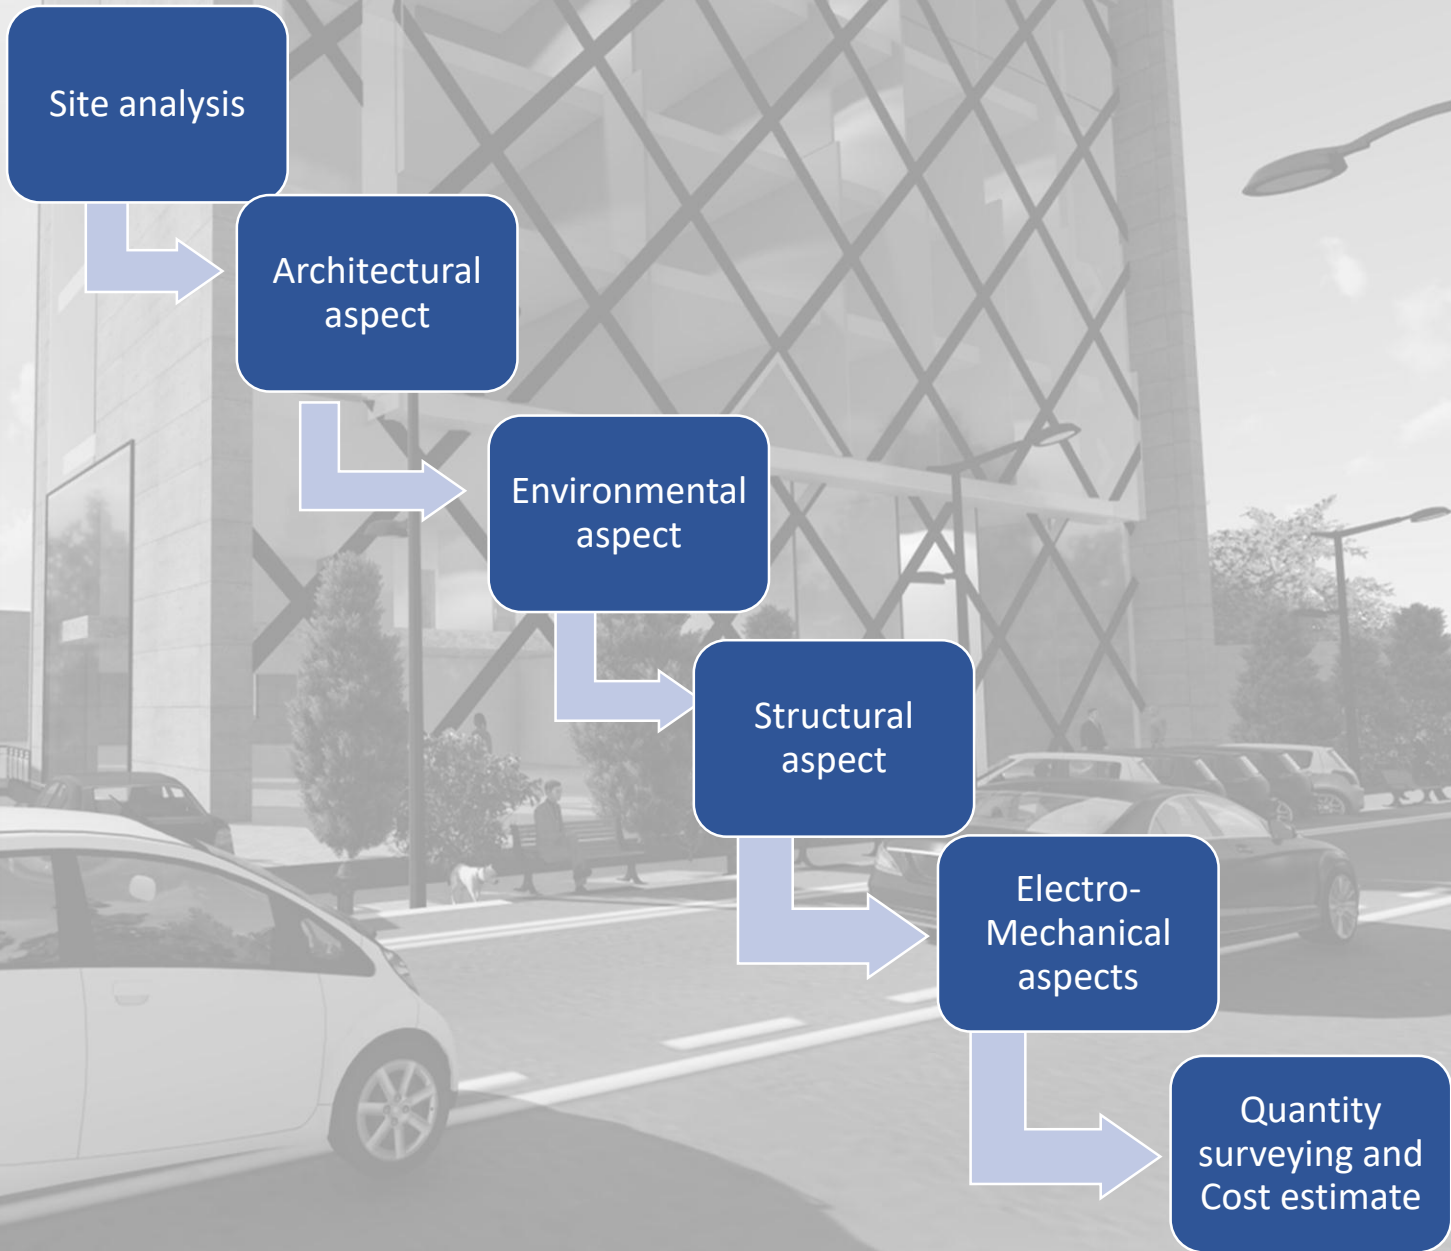 Site analysis
Architectural
aspect
Environmental
aspect
Structural
aspect
Electro-
Mechanical
aspects
Quantity
surveying and
Cost estimate